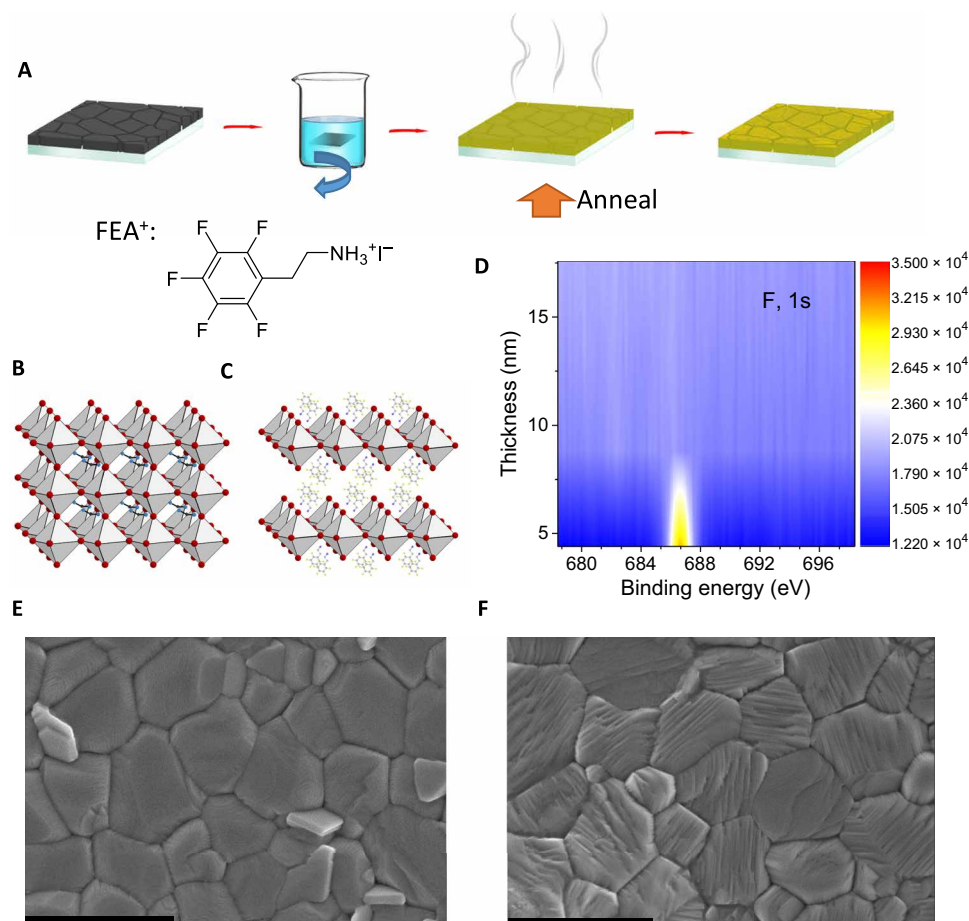 A
Anneal
FEA⁺:
F
F
F
F
F
NH₃⁺I⁻
B
C
D
F, 1s
Thickness (nm)
15
10
5
680
684
688
692
696
Binding energy (eV)
3.500 × 10⁴
3.215 × 10⁴
2.930 × 10⁴
2.645 × 10⁴
2.360 × 10⁴
2.075 × 10⁴
1.790 × 10⁴
1.505 × 10⁴
1.220 × 10⁴
E
F